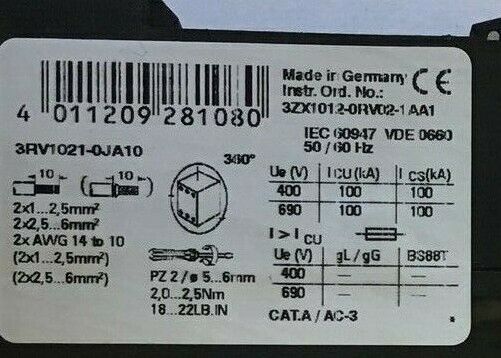 Made in Germany CE
Instr. Ord. No.:
3ZX1012-0RV02-1AA1
4 011209 281080
IEC 60947 VDE 0660
50 / 60 Hz
3RV1021-0JA10
360°
10 ( 10 )
2x1...2,5mm²
2x2,5...6mm²
2x AWG 14 to 10
(2x1...2,5mm²)
(2x2,5...6mm²)
PZ 2 / ø 5...6mm
2,0...2,5Nm
18...22LB.IN
Ue (V) I CU (kA) I CS(kA)
400 100 100
690 100 100
I > I CU
Ue (V) gL / gG BS88T
400 — —
690 — —
CAT.A / AC-3